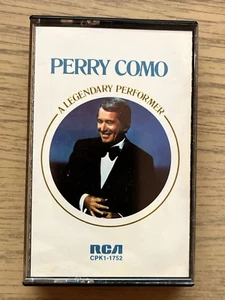 PERRY COMO
A LEGENDARY PERFORMER
RCA
CPK1-1752